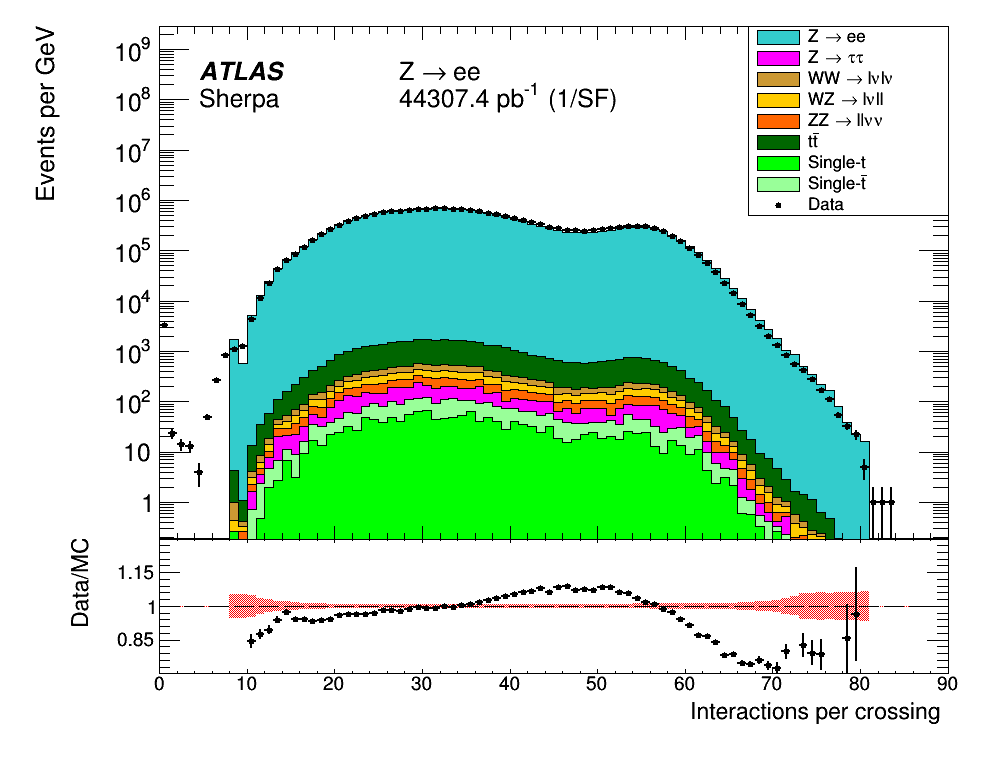 Events per GeV
10⁹
10⁸
10⁷
10⁶
10⁵
10⁴
10³
10²
10
1
ATLAS
Sherpa
Z → ee
44307.4 pb⁻¹ (1/SF)
Z → ee
Z → ττ
WW → lνlν
WZ → lνll
ZZ → llνν
tt̄
Single-t
Single-t̄
Data
Data/MC
1.15
1
0.85
0 10 20 30 40 50 60 70 80 90
Interactions per crossing